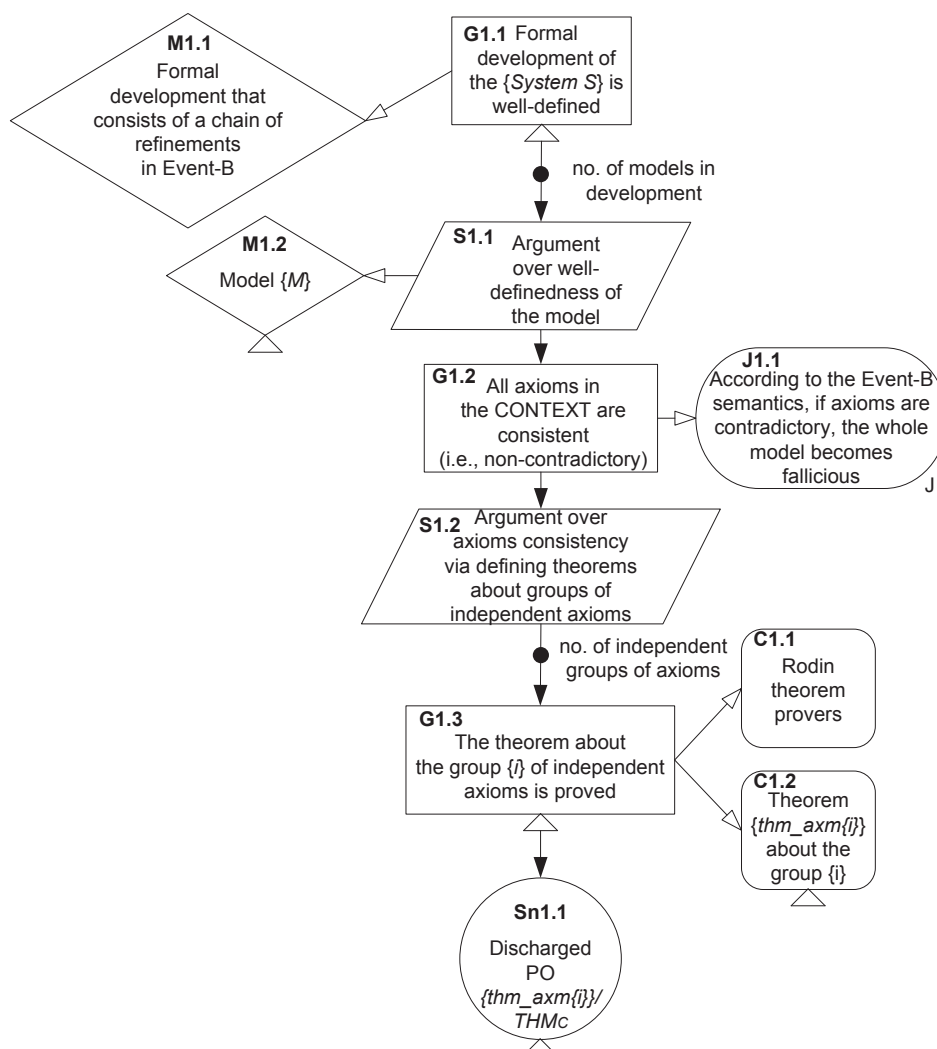 M1.1
Formal
development that
consists of a chain of
refinements
in Event-B
G1.1 Formal
development of
the {System S} is
well-defined
no. of models in
development
M1.2
Model {M}
S1.1
Argument
over well-
definedness of
the model
G1.2
All axioms in
the CONTEXT are
consistent
(i.e., non-contradictory)
J1.1
According to the Event-B
semantics, if axioms are
contradictory, the whole
model becomes
fallicious
J
S1.2
Argument over
axioms consistency
via defining theorems
about groups of
independent axioms
no. of independent
groups of axioms
G1.3
The theorem about
the group {i} of independent
axioms is proved
C1.1
Rodin
theorem
provers
C1.2
Theorem
{thm_axm{i}}
about the
group {i}
Sn1.1
Discharged
PO
{thm_axm{i}}/
THMc